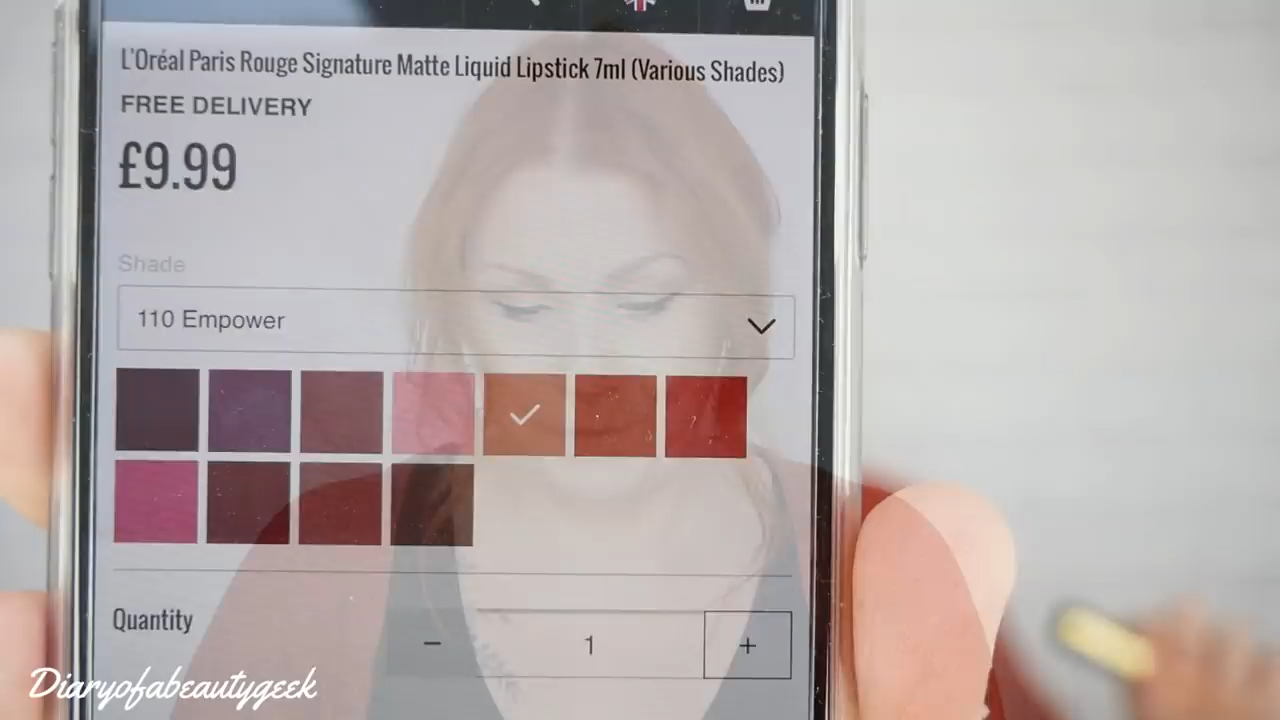 L'Oréal Paris Rouge Signature Matte Liquid Lipstick 7ml (Various Shades)
FREE DELIVERY
£9.99
Shade
110 Empower
Quantity
− 1 +
Diaryofabeautygeek